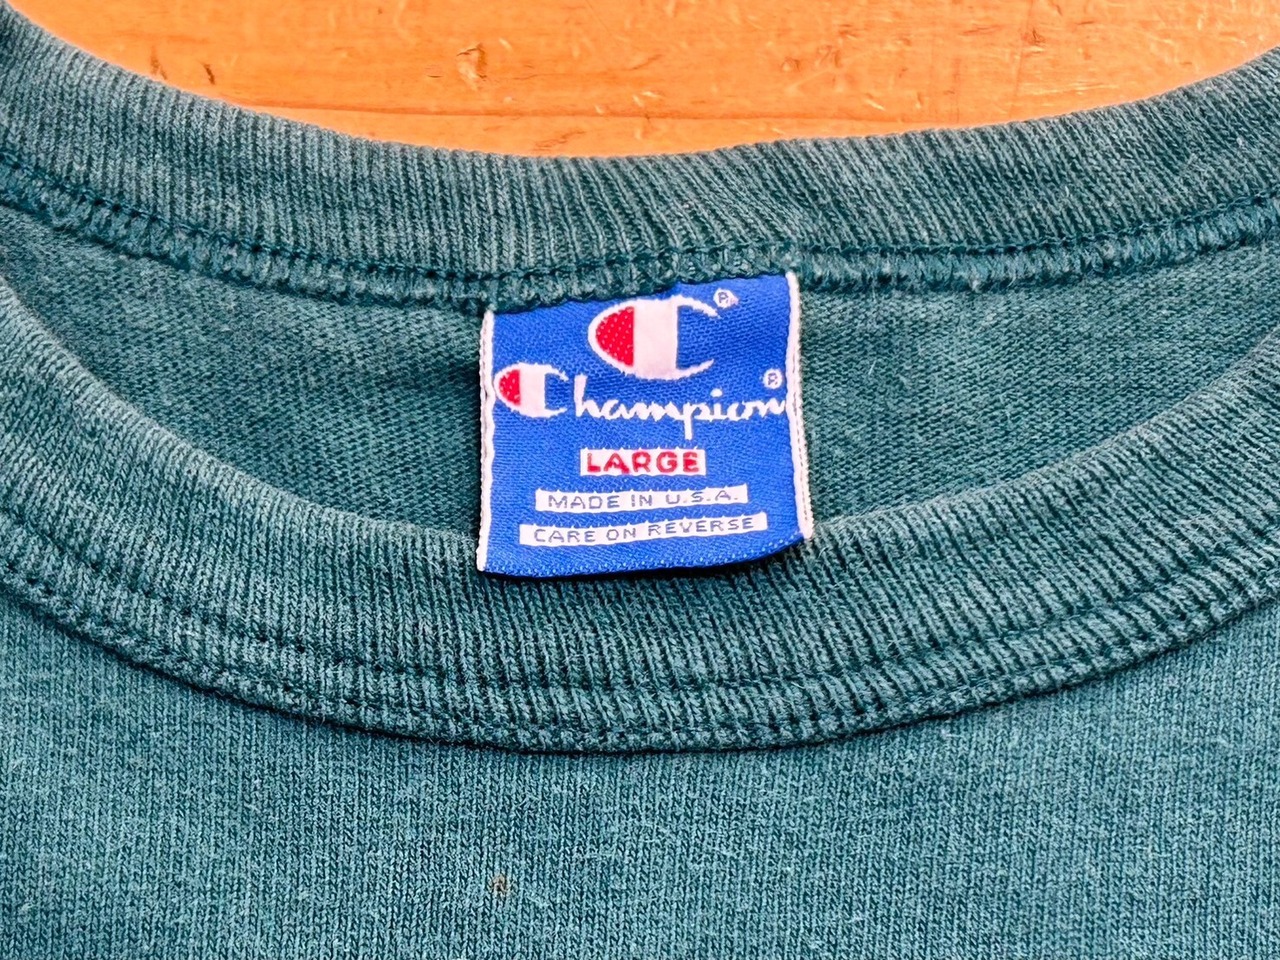 C®
Champion®
LARGE
MADE IN U.S.A.
CARE ON REVERSE